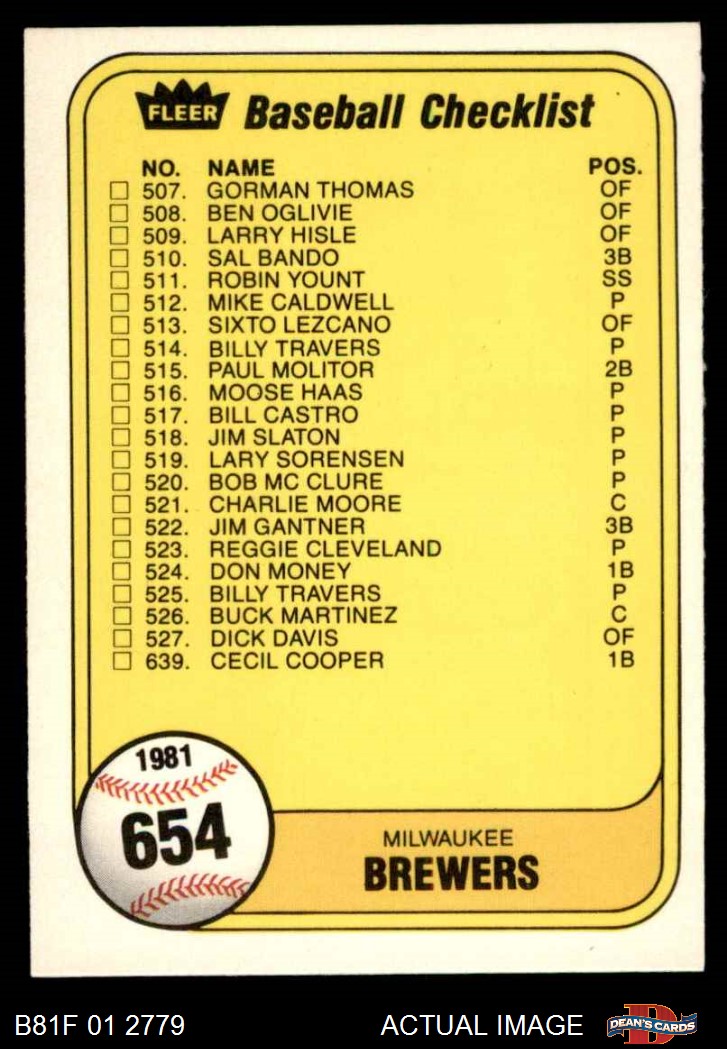 FLEER Baseball Checklist
NO. NAME POS.
507. GORMAN THOMAS OF
508. BEN OGLIVIE OF
509. LARRY HISLE OF
510. SAL BANDO 3B
511. ROBIN YOUNT SS
512. MIKE CALDWELL P
513. SIXTO LEZCANO OF
514. BILLY TRAVERS P
515. PAUL MOLITOR 2B
516. MOOSE HAAS P
517. BILL CASTRO P
518. JIM SLATON P
519. LARY SORENSEN P
520. BOB MC CLURE P
521. CHARLIE MOORE C
522. JIM GANTNER 3B
523. REGGIE CLEVELAND P
524. DON MONEY 1B
525. BILLY TRAVERS P
526. BUCK MARTINEZ C
527. DICK DAVIS OF
639. CECIL COOPER 1B
1981
654
MILWAUKEE
BREWERS
B81F 01 2779 ACTUAL IMAGE
D
DEAN'S CARDS